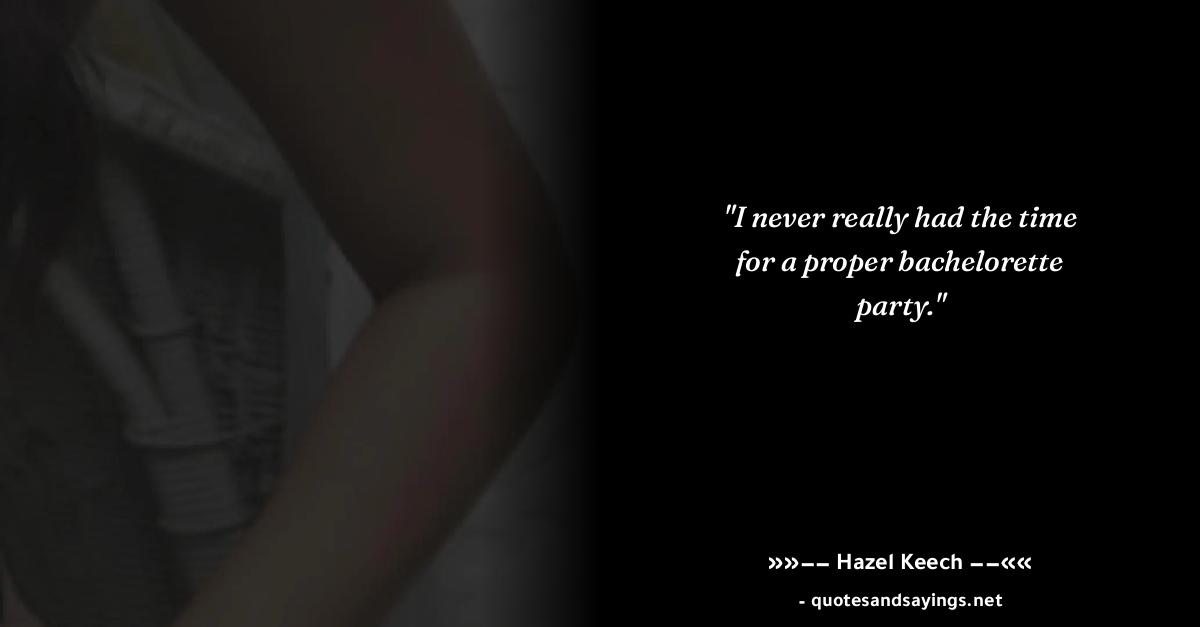 "I never really had the time
for a proper bachelorette
party."
»»−− Hazel Keech −−««
- quotesandsayings.net